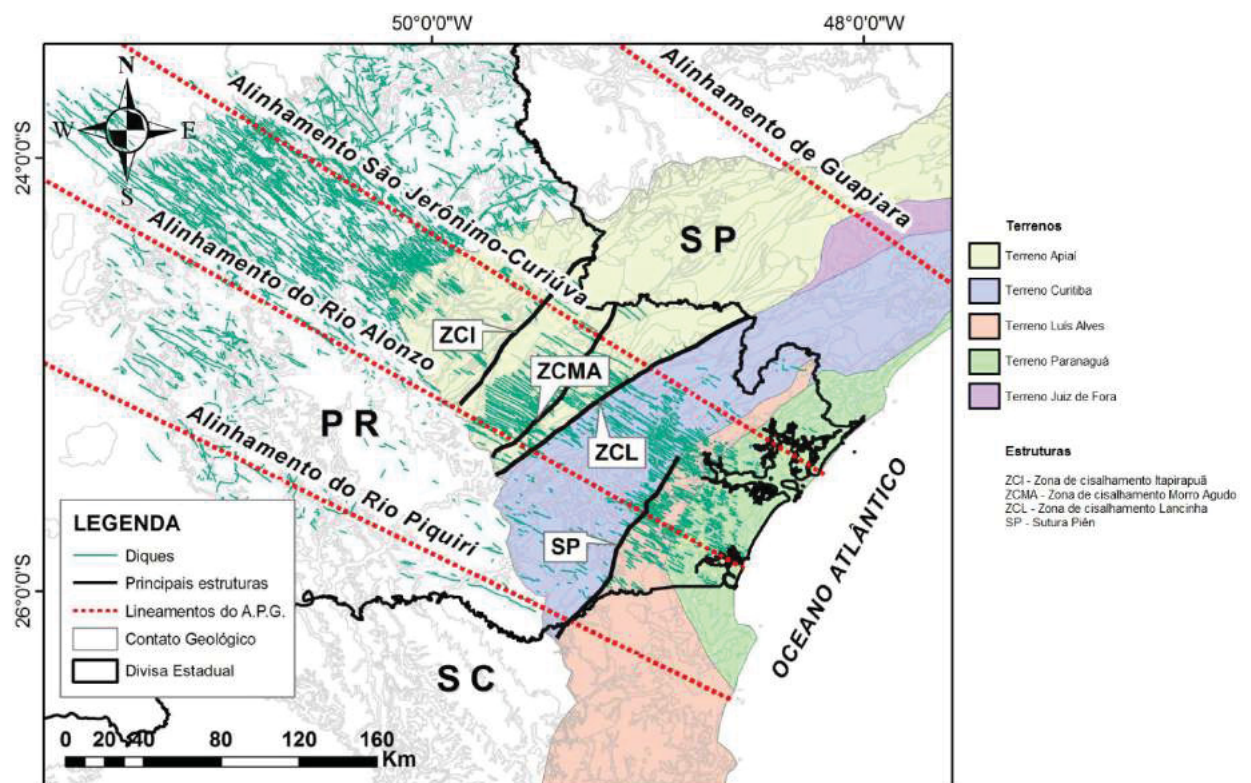 50°0'0"W
48°0'0"W
24°0'0"S
26°0'0"S
N
W
E
S
Alinhamento São Jerônimo-Curiúva
Alinhamento de Guapiara
Alinhamento do Rio Alonzo
Alinhamento do Rio Piquiri
S P
P R
S C
ZCI
ZCMA
ZCL
SP
OCEANO ATLÂNTICO
LEGENDA
Diques
Principais estruturas
Lineamentos do A.P.G.
Contato Geológico
Divisa Estadual
0 20 40 80 120 160
Km
Terrenos
Terreno Apiaí
Terreno Curitiba
Terreno Luís Alves
Terreno Paranaguá
Terreno Juiz de Fora
Estruturas
ZCI - Zona de cisalhamento Itapirapuã
ZCMA - Zona de cisalhamento Morro Agudo
ZCL - Zona de cisalhamento Lancinha
SP - Sutura Piên